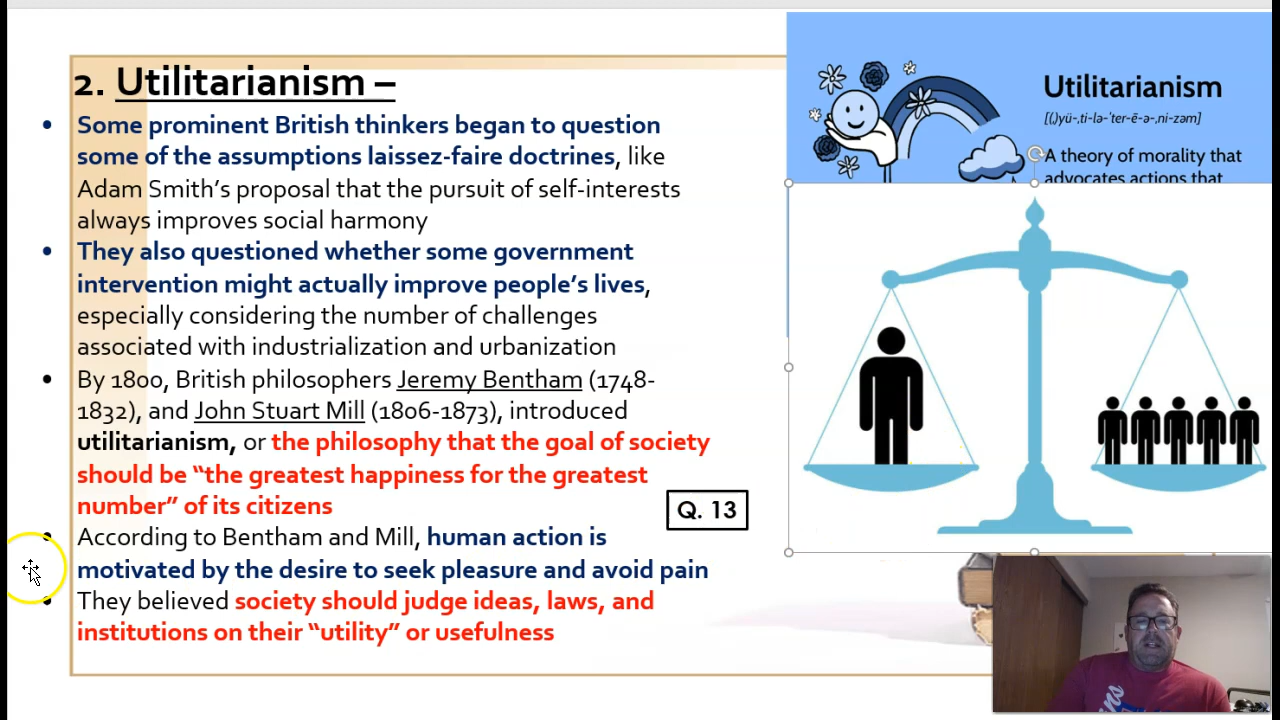 2. Utilitarianism –
Some prominent British thinkers began to question
some of the assumptions laissez-faire doctrines, like
Adam Smith's proposal that the pursuit of self-interests
always improves social harmony
They also questioned whether some government
intervention might actually improve people's lives,
especially considering the number of challenges
associated with industrialization and urbanization
By 1800, British philosophers Jeremy Bentham (1748-
1832), and John Stuart Mill (1806-1873), introduced
utilitarianism, or the philosophy that the goal of society
should be "the greatest happiness for the greatest
number" of its citizens
Q. 13
According to Bentham and Mill, human action is
motivated by the desire to seek pleasure and avoid pain
They believed society should judge ideas, laws, and
institutions on their "utility" or usefulness
Utilitarianism
[(ˌ)yü-ˌti-lə-ˈter-ē-ə-ˌni-zəm]
A theory of morality that
advocates actions that